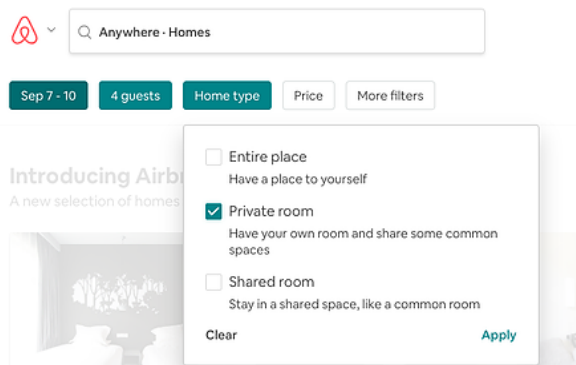 Anywhere · Homes
Sep 7 - 10
4 guests
Home type
Price
More filters
Introducing Airb
A new selection of homes
Entire place
Have a place to yourself
Private room
Have your own room and share some common
spaces
Shared room
Stay in a shared space, like a common room
Clear
Apply